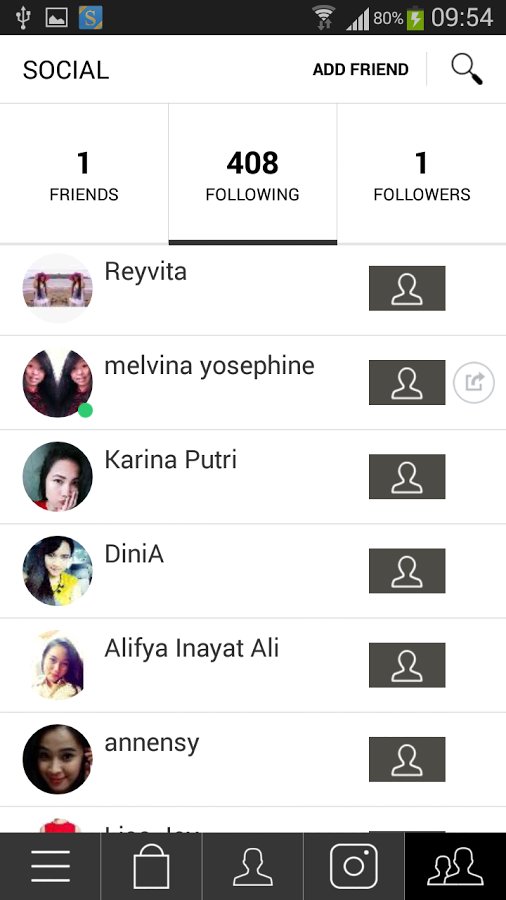 80% 09:54
SOCIAL ADD FRIEND
1 408 1
FRIENDS FOLLOWING FOLLOWERS
Reyvita
melvina yosephine
Karina Putri
DiniA
Alifya Inayat Ali
annensy